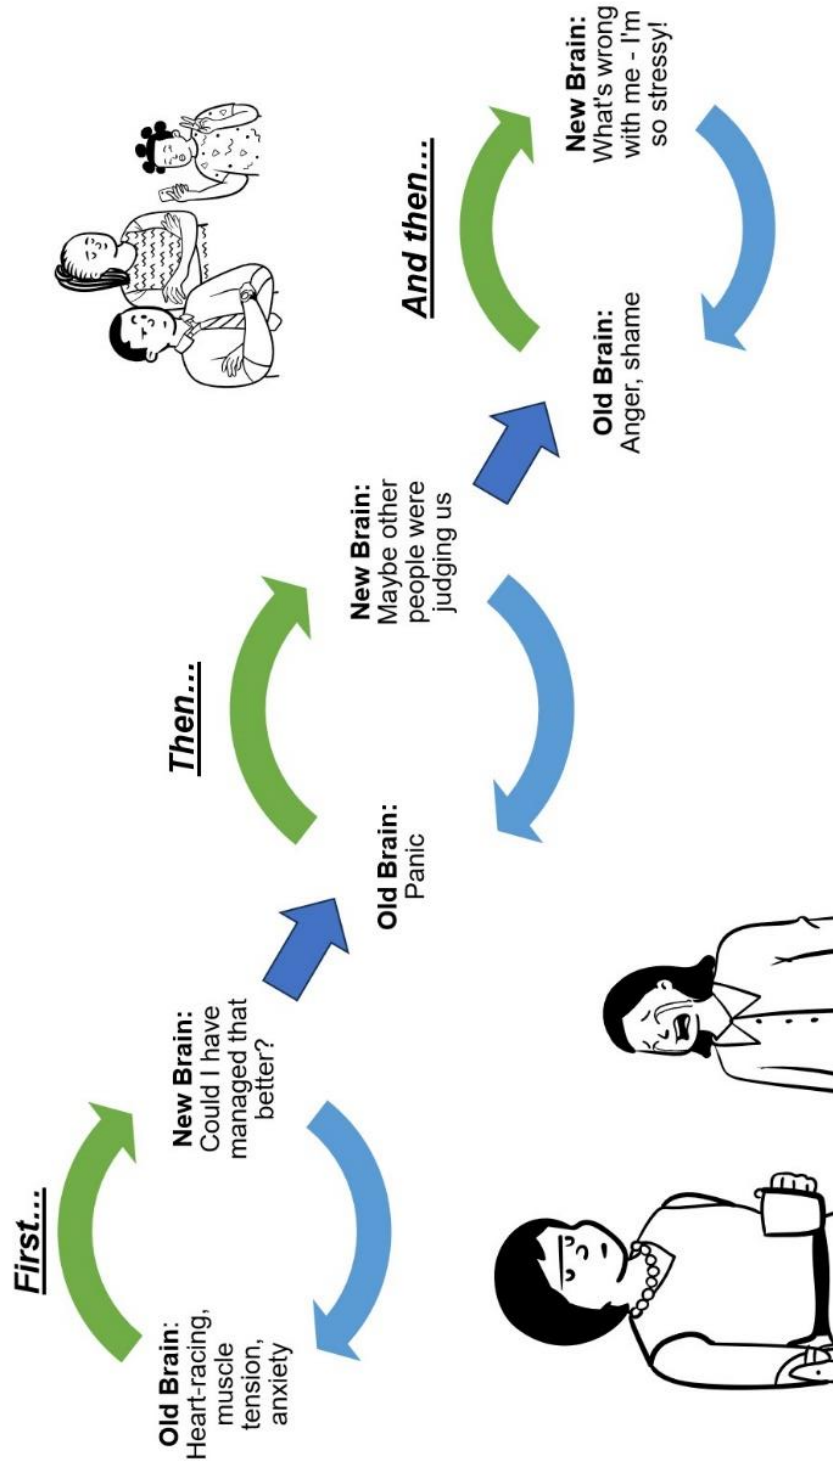 First...
Old Brain:
Heart-racing,
muscle
tension,
anxiety
New Brain:
Could I have
managed that
better?
Then...
Old Brain:
Panic
New Brain:
Maybe other
people were
judging us
And then...
Old Brain:
Anger, shame
New Brain:
What's wrong
with me - I'm
so stressy!